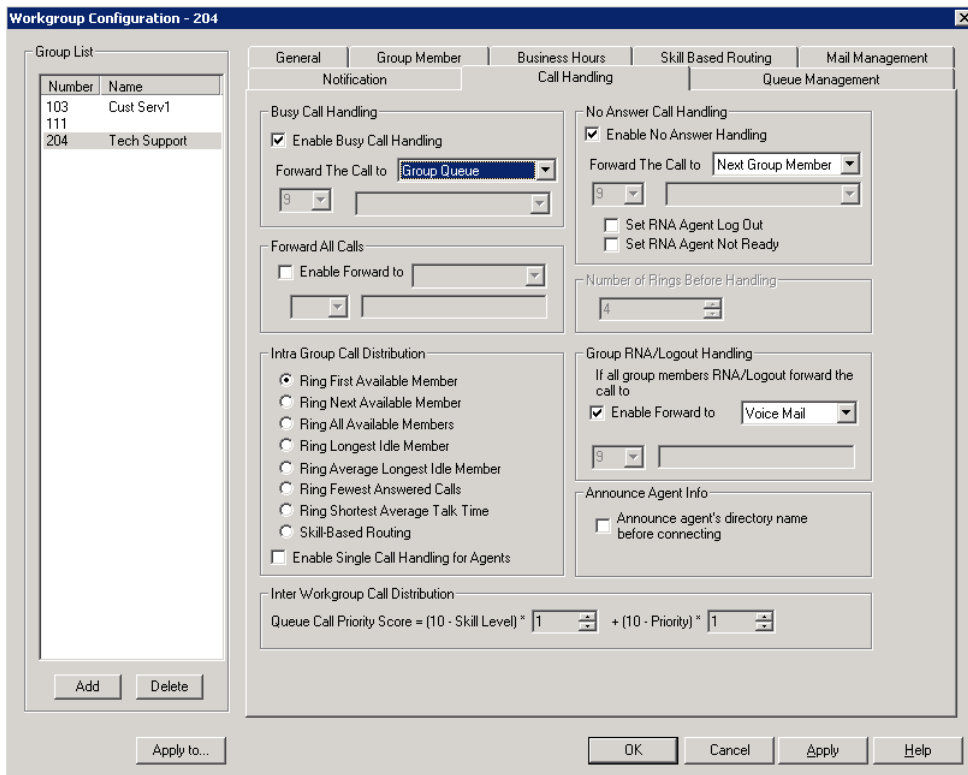 Workgroup Configuration - 204
Group List
Number Name
103 Cust Serv1
111
204 Tech Support
Add
Delete
Apply to...
General
Group Member
Business Hours
Skill Based Routing
Mail Management
Notification
Call Handling
Queue Management
Busy Call Handling
Enable Busy Call Handling
Forward The Call to Group Queue
9
Forward All Calls
Enable Forward to
Intra Group Call Distribution
Ring First Available Member
Ring Next Available Member
Ring All Available Members
Ring Longest Idle Member
Ring Average Longest Idle Member
Ring Fewest Answered Calls
Ring Shortest Average Talk Time
Skill-Based Routing
Enable Single Call Handling for Agents
No Answer Call Handling
Enable No Answer Handling
Forward The Call to Next Group Member
9
Set RNA Agent Log Out
Set RNA Agent Not Ready
Number of Rings Before Handling
4
Group RNA/Logout Handling
If all group members RNA/Logout forward the
call to
Enable Forward to Voice Mail
9
Announce Agent Info
Announce agent's directory name
before connecting
Inter Workgroup Call Distribution
Queue Call Priority Score = (10 - Skill Level) * 1 + (10 - Priority) * 1
OK
Cancel
Apply
Help